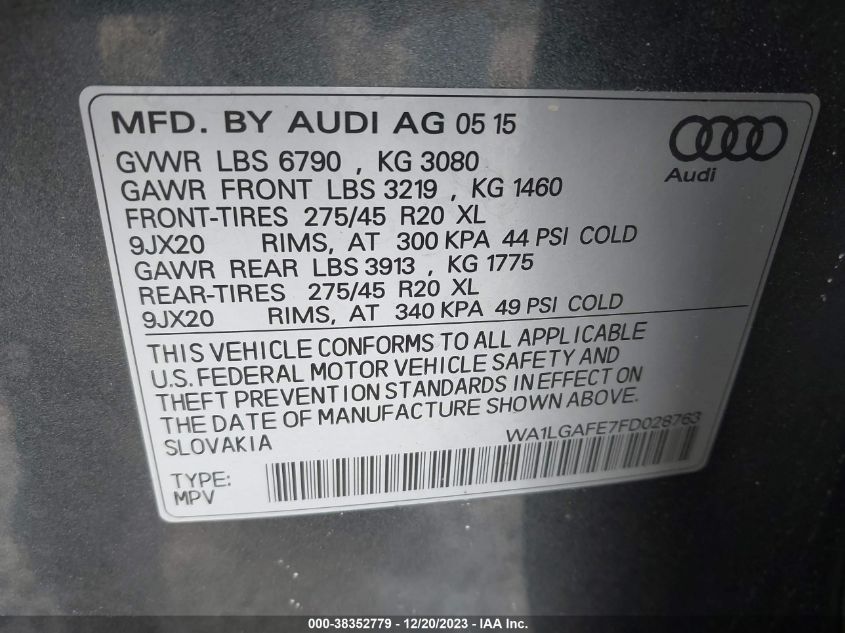 MFD. BY AUDI AG 05 15
GVWR LBS 6790 , KG 3080
GAWR FRONT LBS 3219 , KG 1460
FRONT-TIRES 275/45 R20 XL
9JX20 RIMS, AT 300 KPA 44 PSI COLD
GAWR REAR LBS 3913 , KG 1775
REAR-TIRES 275/45 R20 XL
9JX20 RIMS, AT 340 KPA 49 PSI COLD
Audi
THIS VEHICLE CONFORMS TO ALL APPLICABLE
U.S. FEDERAL MOTOR VEHICLE SAFETY AND
THEFT PREVENTION STANDARDS IN EFFECT ON
THE DATE OF MANUFACTURE SHOWN ABOVE.
SLOVAKIA
WA1LGAFE7FD028763
TYPE:
MPV
000-38352779 - 12/20/2023 - IAA Inc.